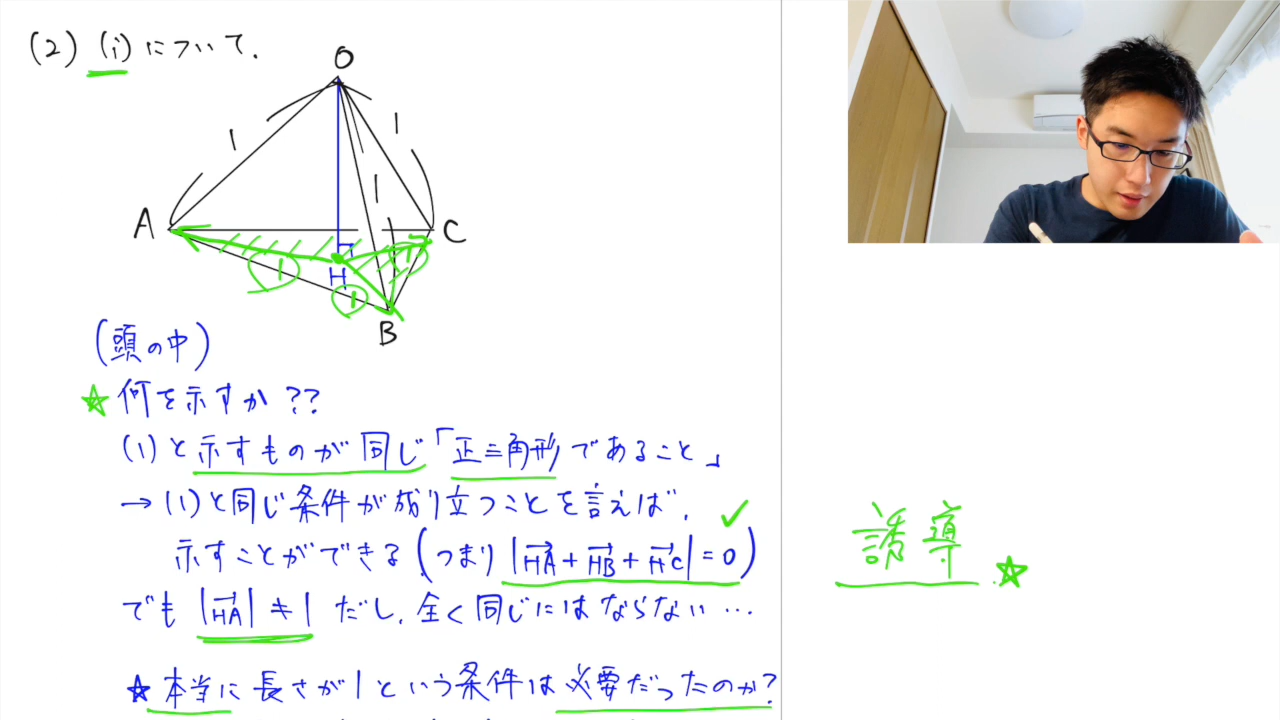 (2) (i)について.
O
1
1
1
A
C
H
1
1
1
B
(頭の中)
☆何を示すか??
(1)と示すものが同じ「正三角形であること」
→(1)と同じ条件が成り立つことを言えば,
示すことができる.(つまり|HA→+HB→+HC→|=0) ✓
でも|HA→|≠1だし,全く同じにはならない…
☆本当に長さが1という条件は必要だったのか?
誘導 ☆